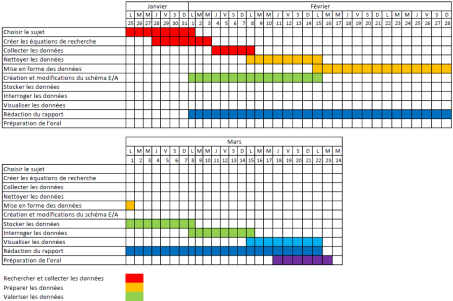 Janvier Février
L M M J V S D L M M J V S D L M M J V S D L M M J V S D L M M J V S D
25 26 27 28 29 30 31 1 2 3 4 5 6 7 8 9 10 11 12 13 14 15 16 17 18 19 20 21 22 23 24 25 26 27 28
Choisir le sujet
Créer les équations de recherche
Collecter les données
Nettoyer les données
Mise en forme des données
Création et modifications du schéma E/A
Stocker les données
Interroger les données
Visualiser les données
Rédaction du rapport
Préparation de l'oral
Mars
L M M J V S D L M M J V S D L M M J V S D L M M
1 2 3 4 5 6 7 8 9 10 11 12 13 14 15 16 17 18 19 20 21 22 23 24
Choisir le sujet
Créer les équations de recherche
Collecter les données
Nettoyer les données
Mise en forme des données
Création et modifications du schéma E/A
Stocker les données
Interroger les données
Visualiser les données
Rédaction du rapport
Préparation de l'oral
Rechercher et collecter les données
Préparer les données
Valoriser les données